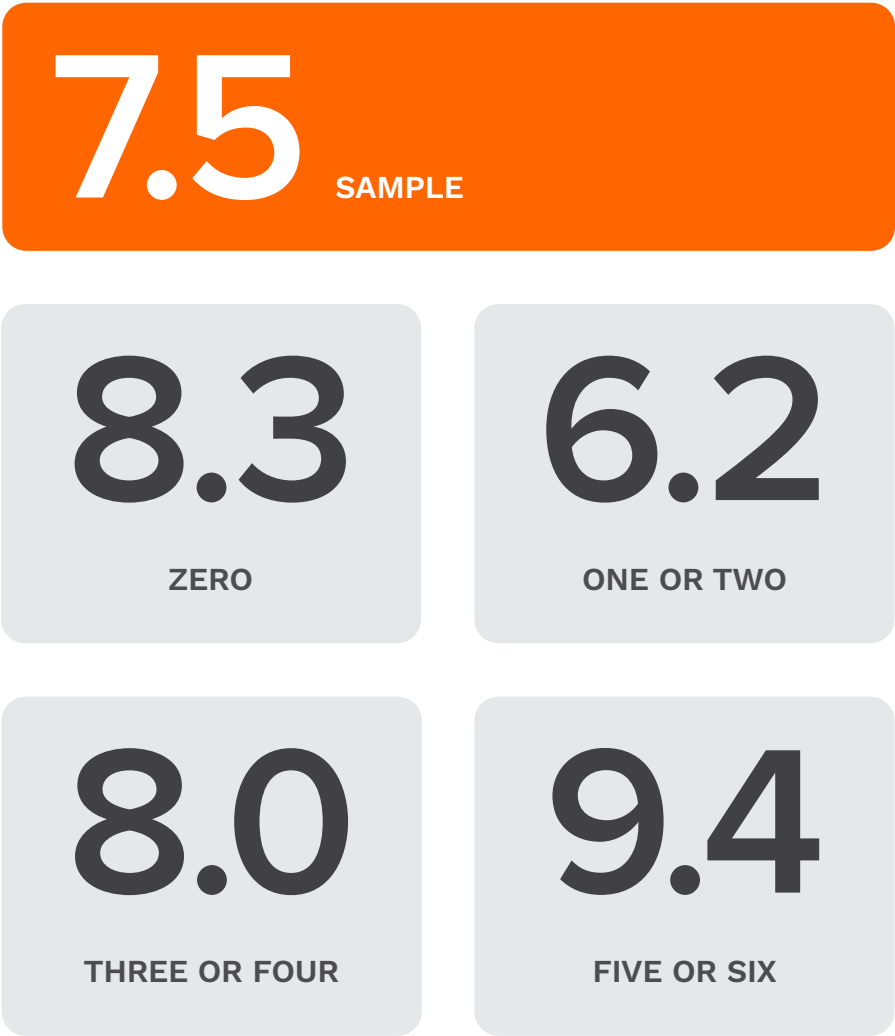 7.5 SAMPLE
8.3
ZERO
6.2
ONE OR TWO
8.0
THREE OR FOUR
9.4
FIVE OR SIX